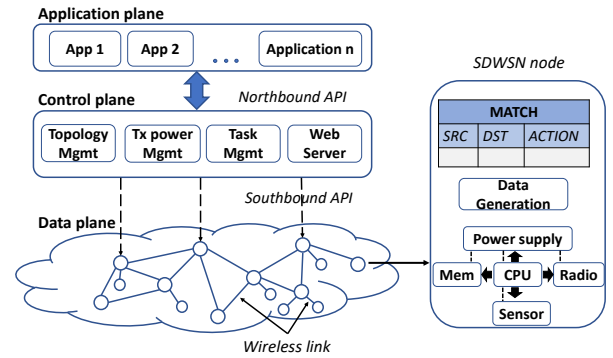 Application plane
App 1
App 2
...
Application n
Northbound API
Control plane
Topology
Mgmt
Tx power
Mgmt
Task
Mgmt
Web
Server
Southbound API
Data plane
Wireless link
SDWSN node
MATCH
SRC DST ACTION
Data
Generation
Power supply
Mem
CPU
Radio
Sensor